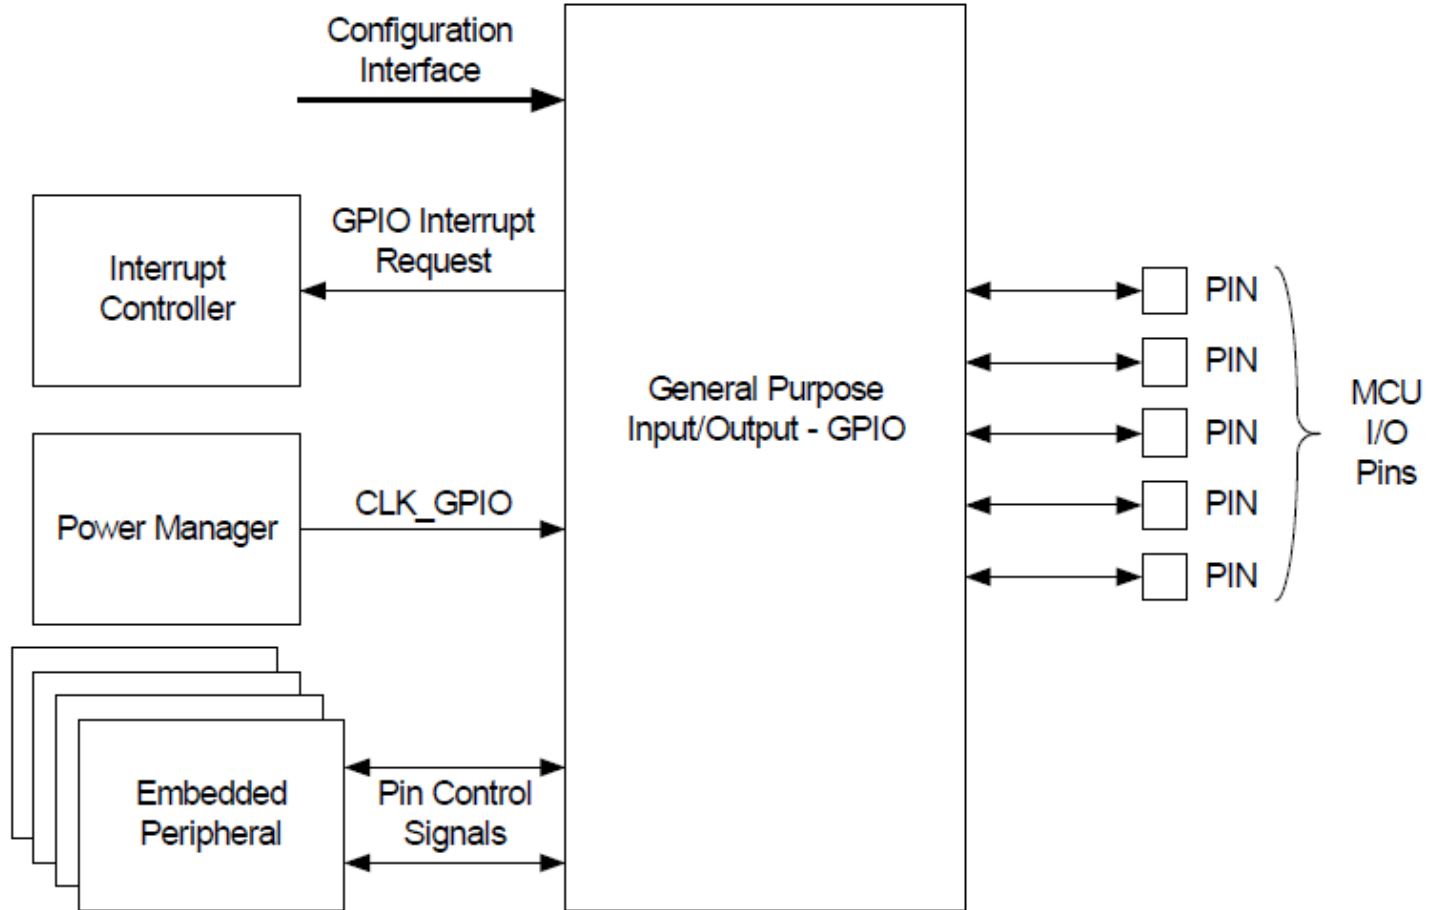 Configuration
Interface
GPIO Interrupt
Request
Interrupt
Controller
General Purpose
Input/Output - GPIO
PIN
PIN
PIN
PIN
PIN
MCU
I/O
Pins
CLK_GPIO
Power Manager
Embedded
Peripheral
Pin Control
Signals